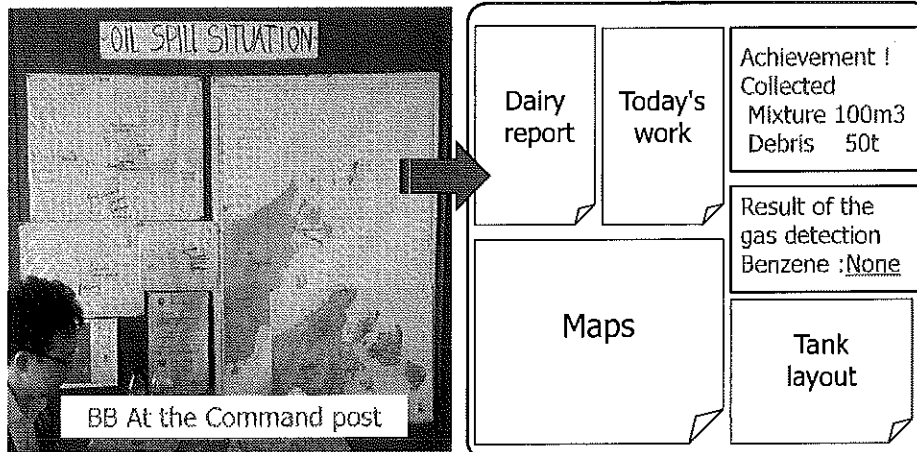 OIL SPILL SITUATION
BB At the Command post
Dairy
report
Today's
work
Achievement !
Collected
Mixture 100m3
Debris 50t
Result of the
gas detection
Benzene :None
Maps
Tank
layout